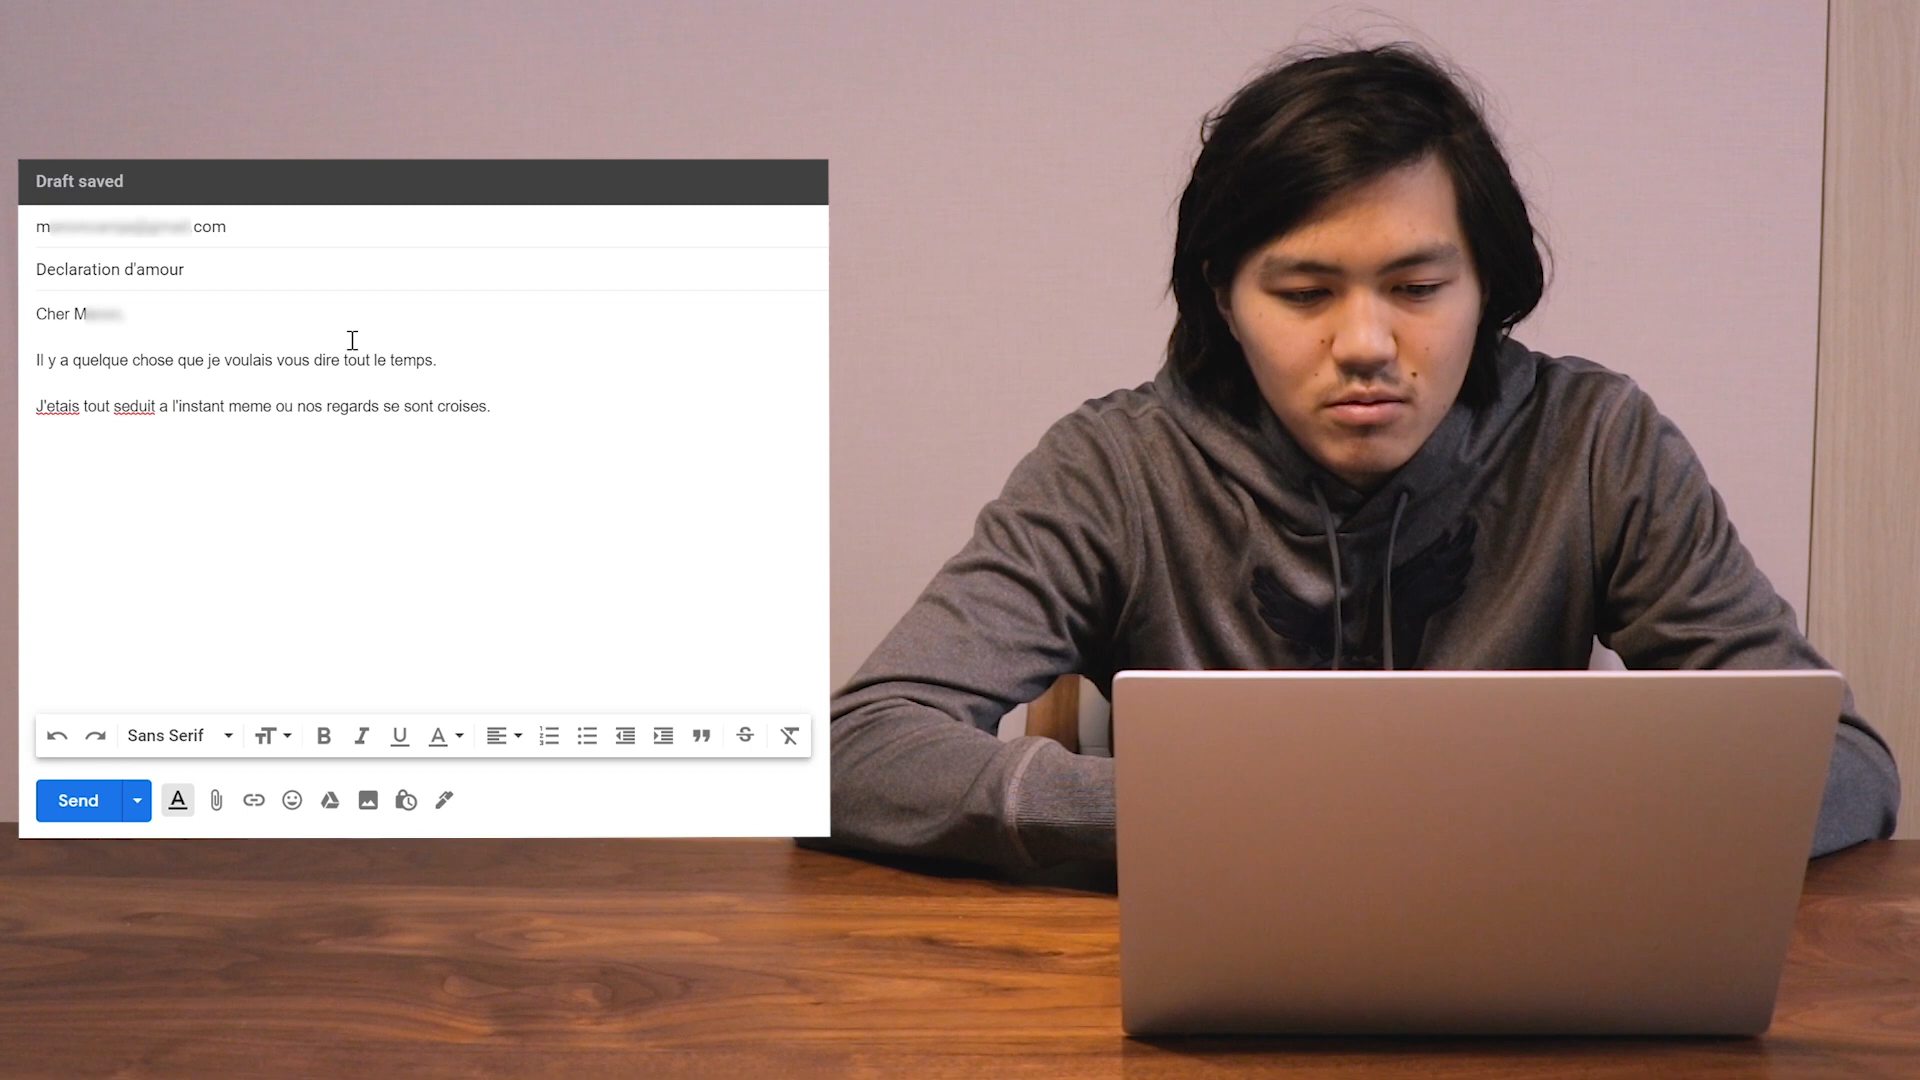 Draft saved
m .com
Declaration d'amour
Cher M
Il y a quelque chose que je voulais vous dire tout le temps.
J'etais tout seduit a l'instant meme ou nos regards se sont croises.
Sans Serif
Send